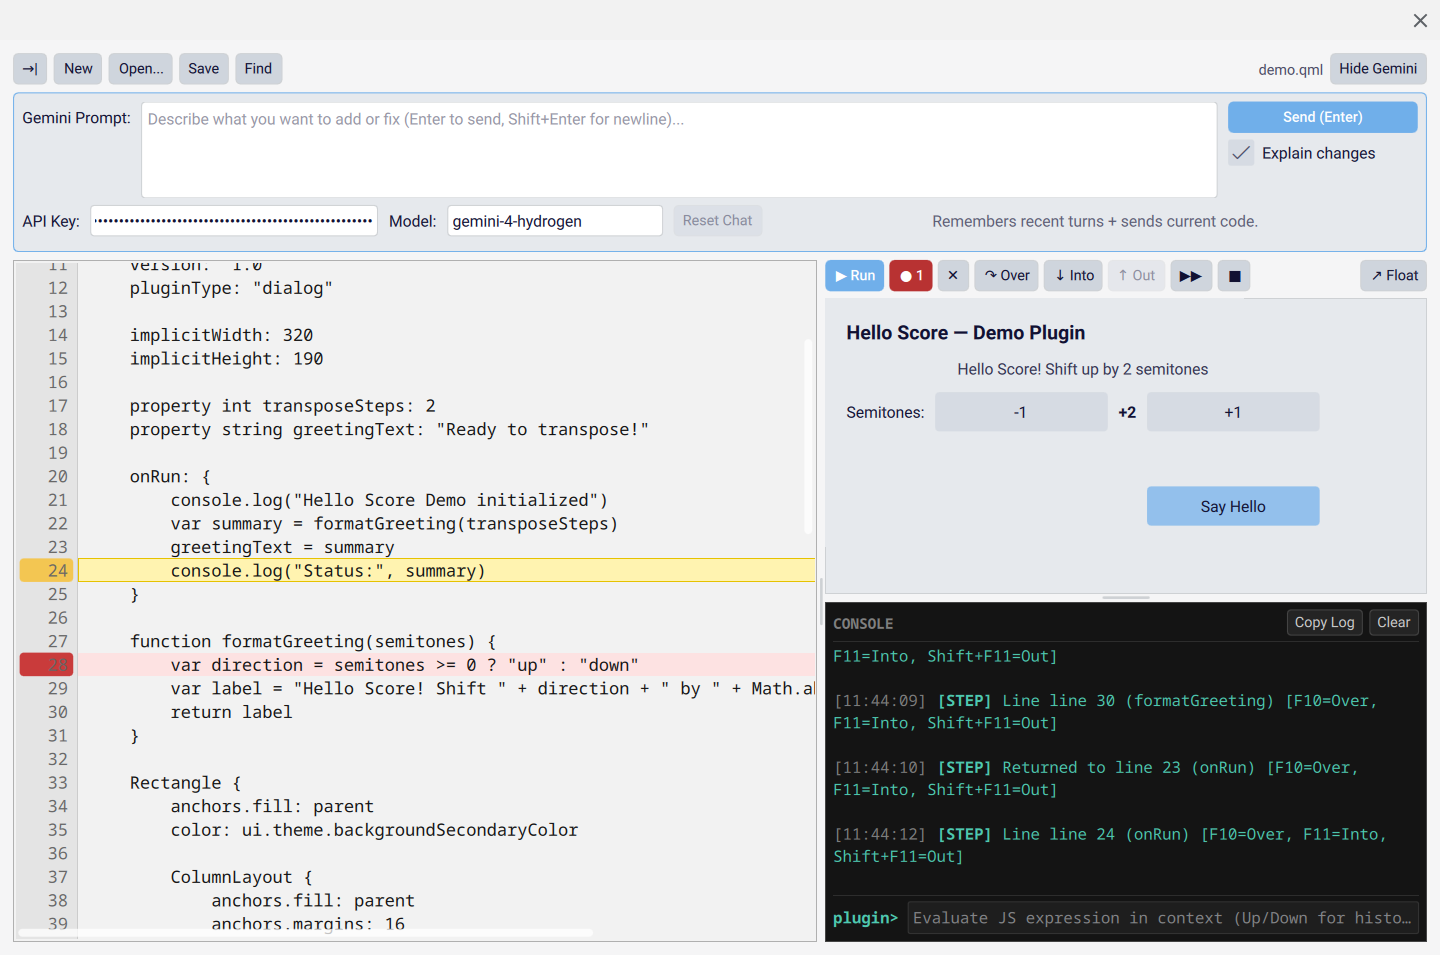 →| New Open... Save Find demo.qml Hide Gemini
Gemini Prompt: Describe what you want to add or fix (Enter to send, Shift+Enter for newline)... Send (Enter)
Explain changes
API Key: •••••••••••••••••••••••••••••••••••••••••••••••••••• Model: gemini-4-hydrogen Reset Chat Remembers recent turns + sends current code.
11 version: "1.0"
12 pluginType: "dialog"
13
14 implicitWidth: 320
15 implicitHeight: 190
16
17 property int transposeSteps: 2
18 property string greetingText: "Ready to transpose!"
19
20 onRun: {
21 console.log("Hello Score Demo initialized")
22 var summary = formatGreeting(transposeSteps)
23 greetingText = summary
24 console.log("Status:", summary)
25 }
26
27 function formatGreeting(semitones) {
28 var direction = semitones >= 0 ? "up" : "down"
29 var label = "Hello Score! Shift " + direction + " by " + Math.a
30 return label
31 }
32
33 Rectangle {
34 anchors.fill: parent
35 color: ui.theme.backgroundSecondaryColor
36
37 ColumnLayout {
38 anchors.fill: parent
39 anchors.margins: 16
▶ Run ● 1 ✕ ↷ Over ↓ Into ↑ Out ▶▶ ■ ↗ Float
Hello Score — Demo Plugin
Hello Score! Shift up by 2 semitones
Semitones: -1 +2 +1
Say Hello
CONSOLE Copy Log Clear
F11=Into, Shift+F11=Out]
[11:44:09] [STEP] Line line 30 (formatGreeting) [F10=Over,
F11=Into, Shift+F11=Out]
[11:44:10] [STEP] Returned to line 23 (onRun) [F10=Over,
F11=Into, Shift+F11=Out]
[11:44:12] [STEP] Line line 24 (onRun) [F10=Over, F11=Into,
Shift+F11=Out]
plugin> Evaluate JS expression in context (Up/Down for histo…